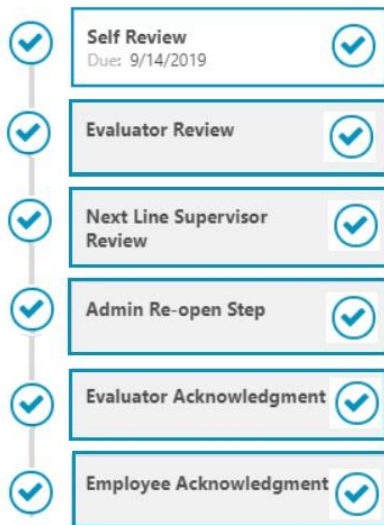 Self Review
Due: 9/14/2019
Evaluator Review
Next Line Supervisor
Review
Admin Re-open Step
Evaluator Acknowledgment
Employee Acknowledgment